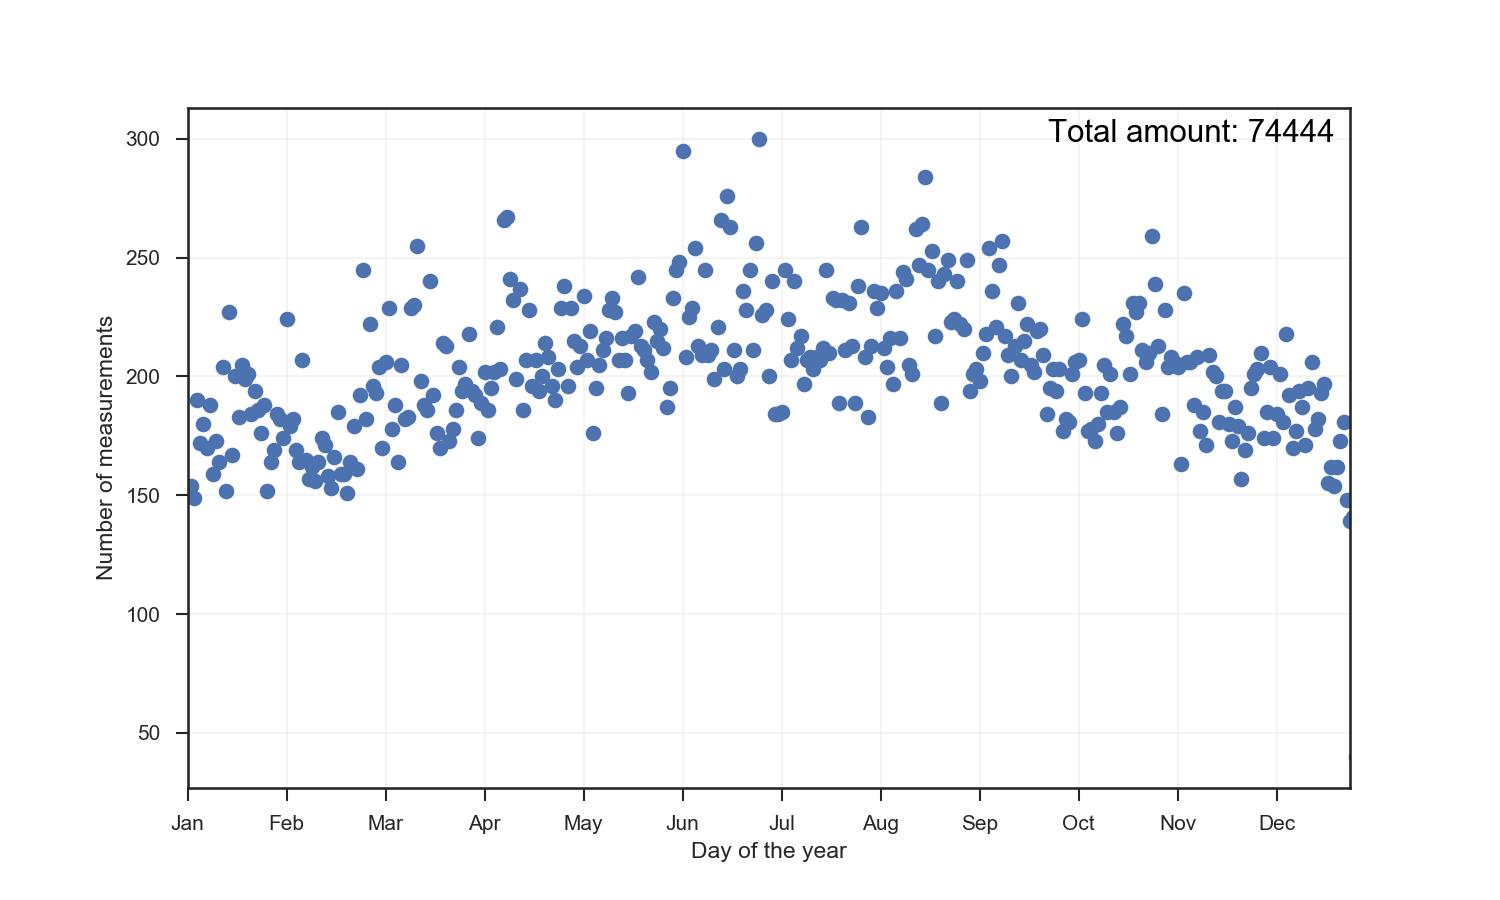 Total amount: 74444
300
250
200
150
100
50
Number of measurements
Jan Feb Mar Apr May Jun Jul Aug Sep Oct Nov Dec
Day of the year